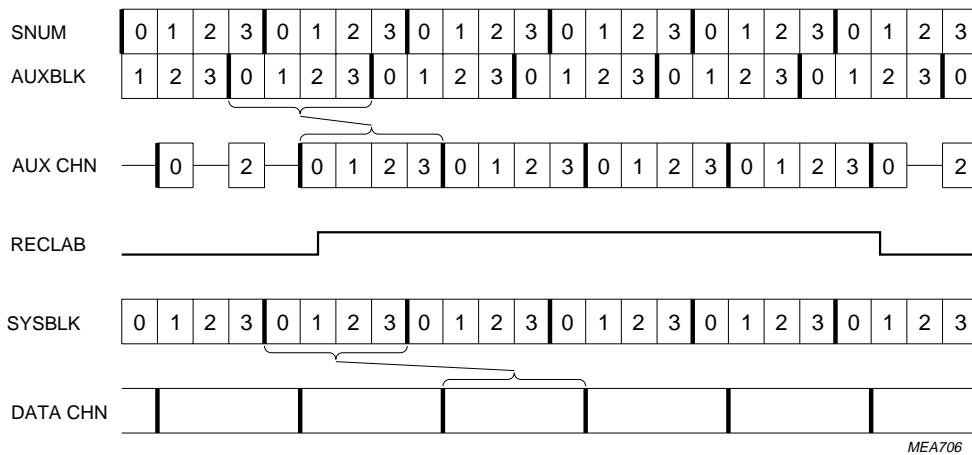 SNUM 0 1 2 3 0 1 2 3 0 1 2 3 0 1 2 3 0 1 2 3 0 1 2 3
AUXBLK 1 2 3 0 1 2 3 0 1 2 3 0 1 2 3 0 1 2 3 0 1 2 3 0
AUX CHN 0 2 0 1 2 3 0 1 2 3 0 1 2 3 0 1 2 3 0 2
RECLAB
SYSBLK 0 1 2 3 0 1 2 3 0 1 2 3 0 1 2 3 0 1 2 3 0 1 2 3
DATA CHN
MEA706